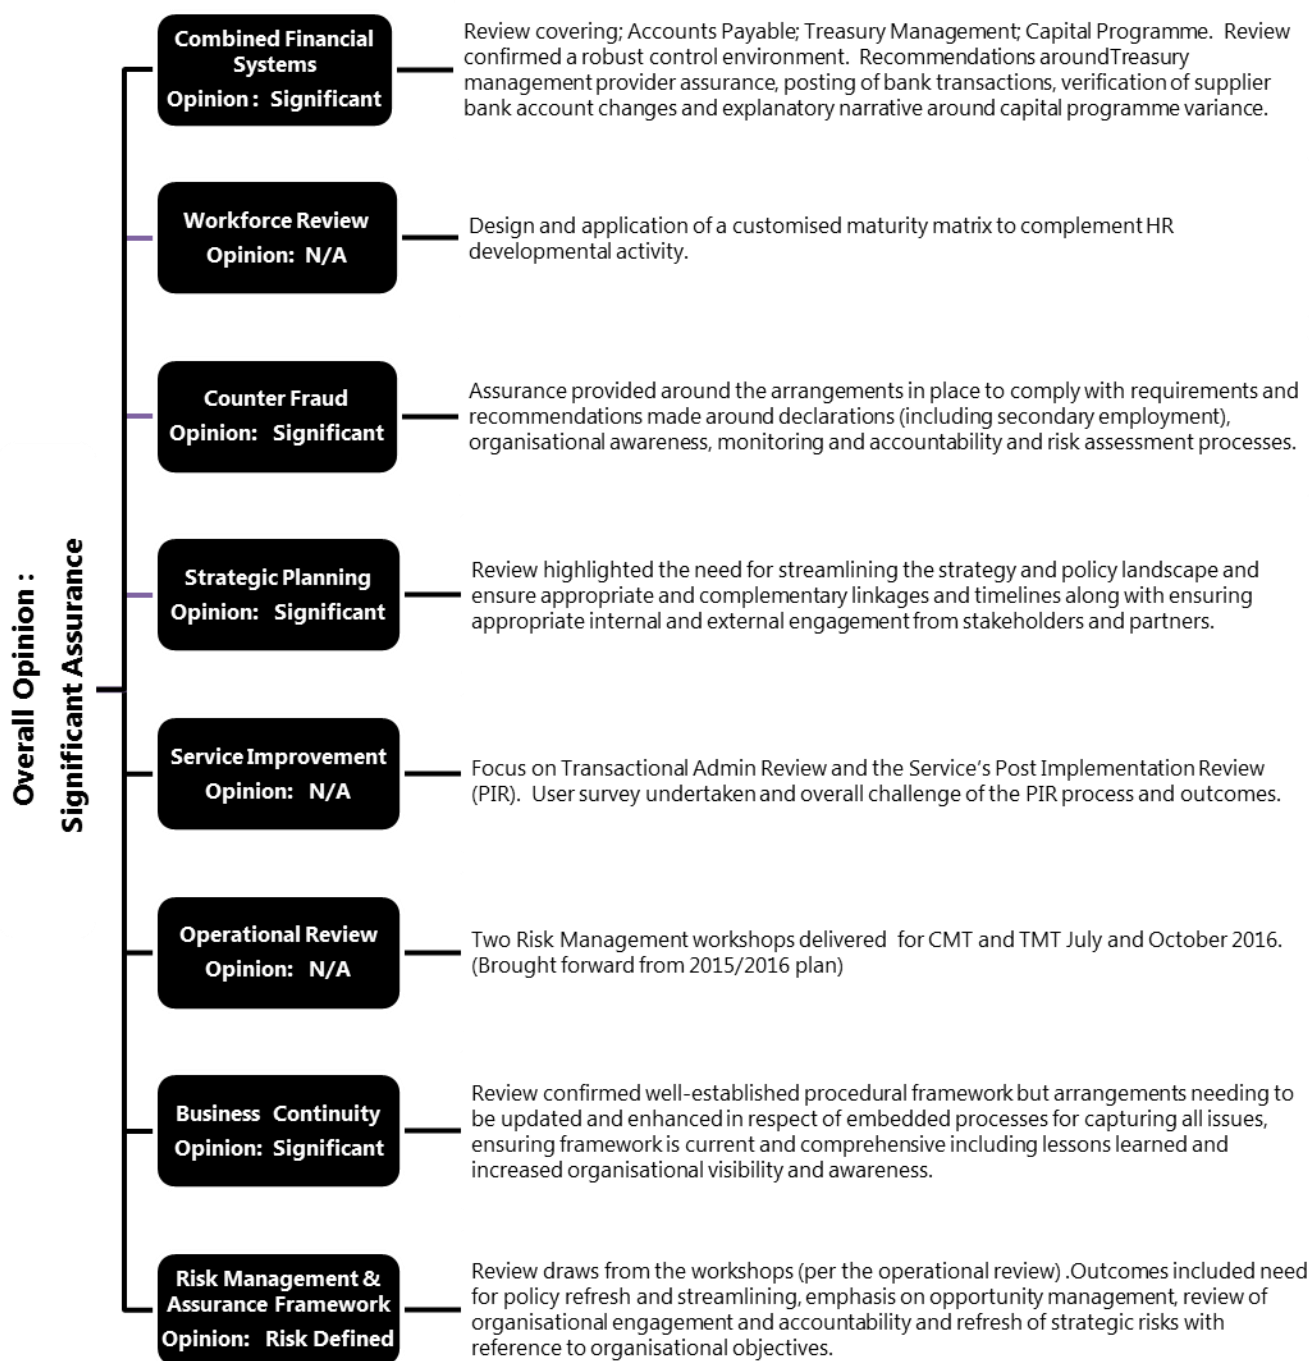 Overall Opinion :
Significant Assurance
Combined Financial
Systems
Opinion : Significant
Review covering; Accounts Payable; Treasury Management; Capital Programme. Review
confirmed a robust control environment. Recommendations aroundTreasury
management provider assurance, posting of bank transactions, verification of supplier
bank account changes and explanatory narrative around capital programme variance.
Workforce Review
Opinion: N/A
Design and application of a customised maturity matrix to complement HR
developmental activity.
Counter Fraud
Opinion: Significant
Assurance provided around the arrangements in place to comply with requirements and
recommendations made around declarations (including secondary employment),
organisational awareness, monitoring and accountability and risk assessment processes.
Strategic Planning
Opinion: Significant
Review highlighted the need for streamlining the strategy and policy landscape and
ensure appropriate and complementary linkages and timelines along with ensuring
appropriate internal and external engagement from stakeholders and partners.
Service Improvement
Opinion: N/A
Focus on Transactional Admin Review and the Service's Post Implementation Review
(PIR). User survey undertaken and overall challenge of the PIR process and outcomes.
Operational Review
Opinion: N/A
Two Risk Management workshops delivered for CMT and TMT July and October 2016.
(Brought forward from 2015/2016 plan)
Business Continuity
Opinion: Significant
Review confirmed well-established procedural framework but arrangements needing to
be updated and enhanced in respect of embedded processes for capturing all issues,
ensuring framework is current and comprehensive including lessons learned and
increased organisational visibility and awareness.
Risk Management &
Assurance Framework
Opinion: Risk Defined
Review draws from the workshops (per the operational review) .Outcomes included need
for policy refresh and streamlining, emphasis on opportunity management, review of
organisational engagement and accountability and refresh of strategic risks with
reference to organisational objectives.